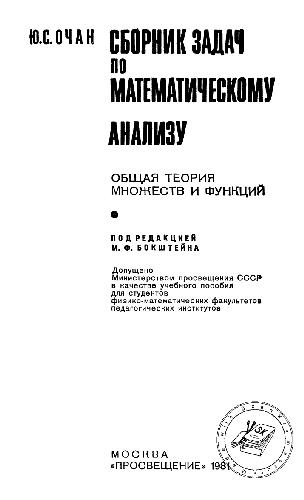 Ю.С.ОЧАН
СБОРНИК ЗАДАЧ
ПО
МАТЕМАТИЧЕСКОМУ
АНАЛИЗУ
ОБЩАЯ ТЕОРИЯ
МНОЖЕСТВ И ФУНКЦИЙ
ПОД РЕДАКЦИЕЙ
М. Ф. БОКШТЕЙНА
Допущено
Министерством просвещения СССР
в качестве учебного пособия
для студентов
физико-математических факультетов
педагогических институтов
МОСКВА
«ПРОСВЕЩЕНИЕ» 1981